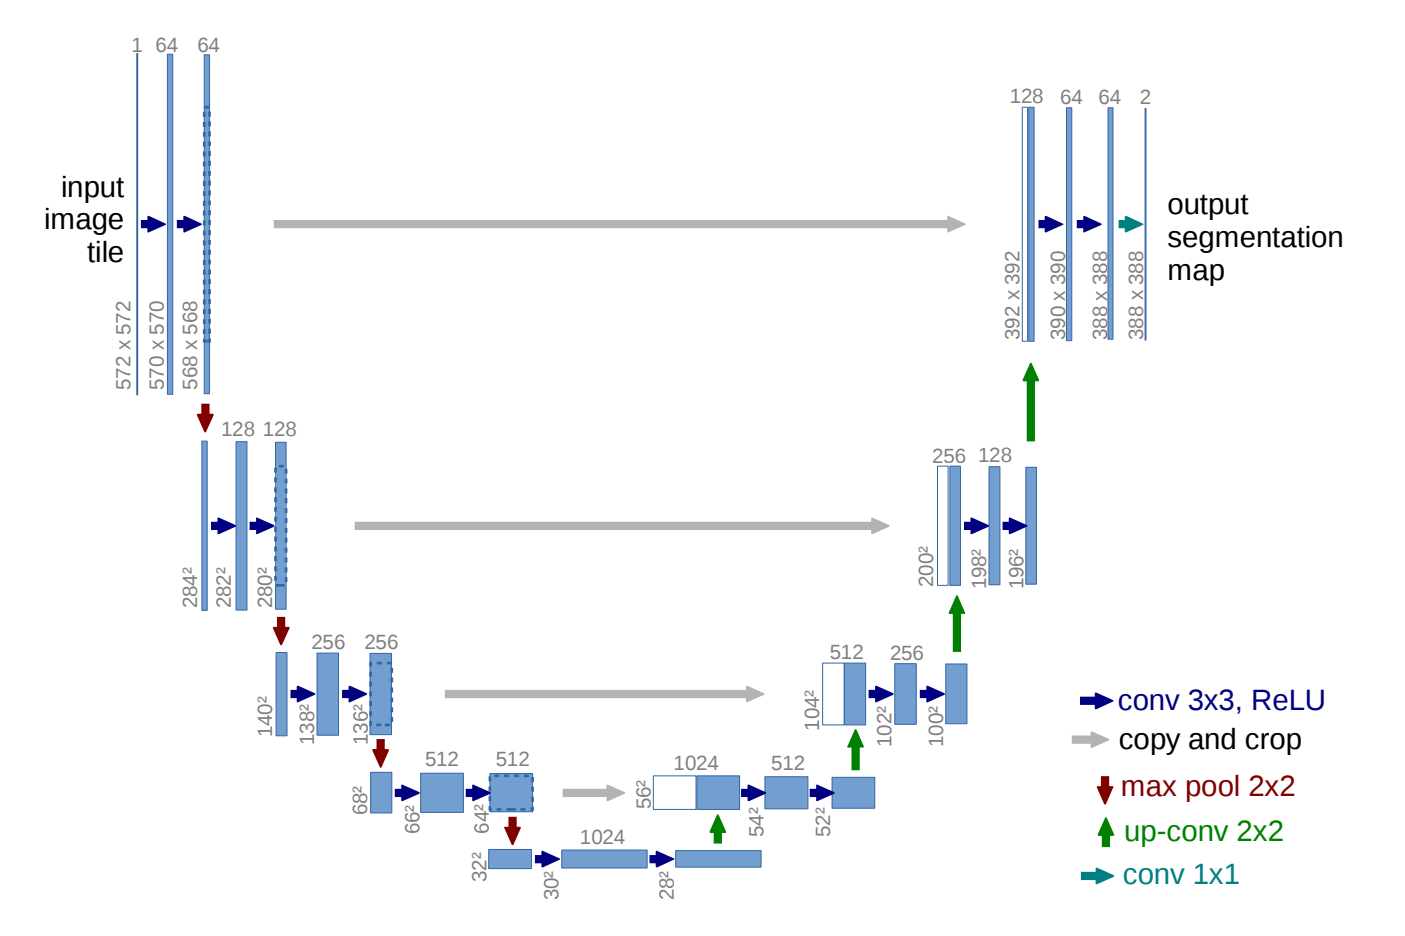 1 64 64
input
image
tile
572 x 572
570 x 570
568 x 568
128 64 64 2
392 x 392
390 x 390
388 x 388
388 x 388
output
segmentation
map
128 128
284²
282²
280²
256 128
200²
198²
196²
256 256
140²
138²
136²
512 256
104²
102²
100²
512 512
68²
66²
64²
1024 512
56²
54²
52²
1024
32²
30²
28²
conv 3x3, ReLU
copy and crop
max pool 2x2
up-conv 2x2
conv 1x1